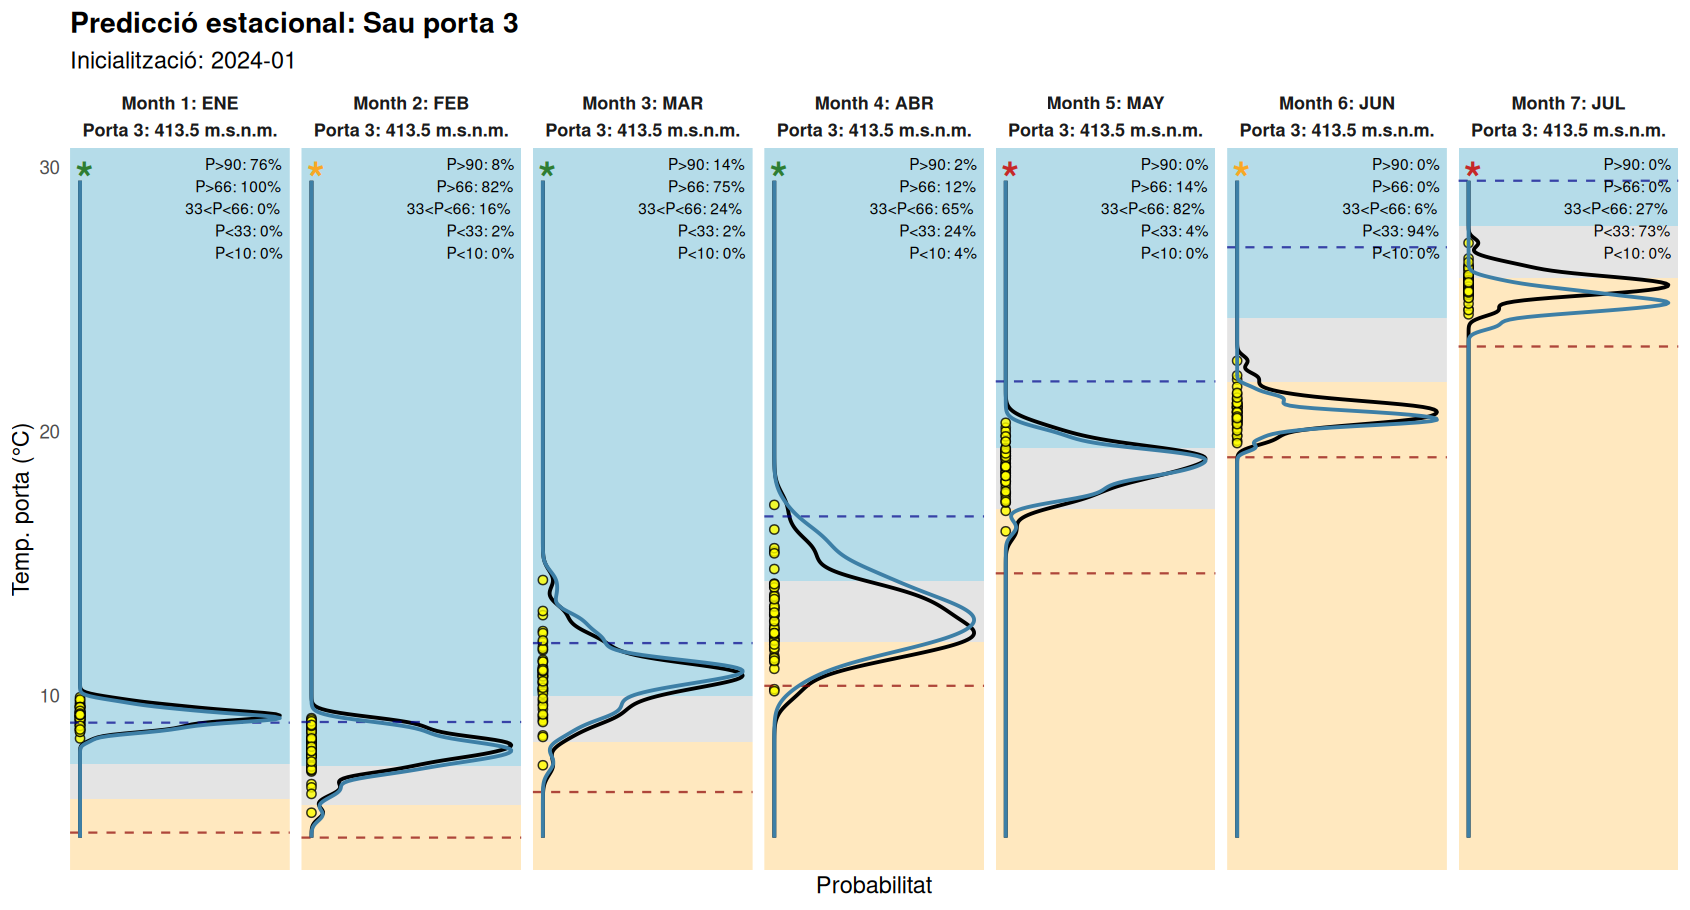 Predicció estacional: Sau porta 3
Inicialització: 2024-01
Month 1: ENE
Porta 3: 413.5 m.s.n.m.
Month 2: FEB
Porta 3: 413.5 m.s.n.m.
Month 3: MAR
Porta 3: 413.5 m.s.n.m.
Month 4: ABR
Porta 3: 413.5 m.s.n.m.
Month 5: MAY
Porta 3: 413.5 m.s.n.m.
Month 6: JUN
Porta 3: 413.5 m.s.n.m.
Month 7: JUL
Porta 3: 413.5 m.s.n.m.
*
P>90: 76%
P>66: 100%
33<P<66: 0%
P<33: 0%
P<10: 0%
*
P>90: 8%
P>66: 82%
33<P<66: 16%
P<33: 2%
P<10: 0%
*
P>90: 14%
P>66: 75%
33<P<66: 24%
P<33: 2%
P<10: 0%
*
P>90: 2%
P>66: 12%
33<P<66: 65%
P<33: 24%
P<10: 4%
*
P>90: 0%
P>66: 14%
33<P<66: 82%
P<33: 4%
P<10: 0%
*
P>90: 0%
P>66: 0%
33<P<66: 6%
P<33: 94%
P<10: 0%
*
P>90: 0%
P>66: 0%
33<P<66: 27%
P<33: 73%
P<10: 0%
30
20
10
Temp. porta (°C)
Probabilitat